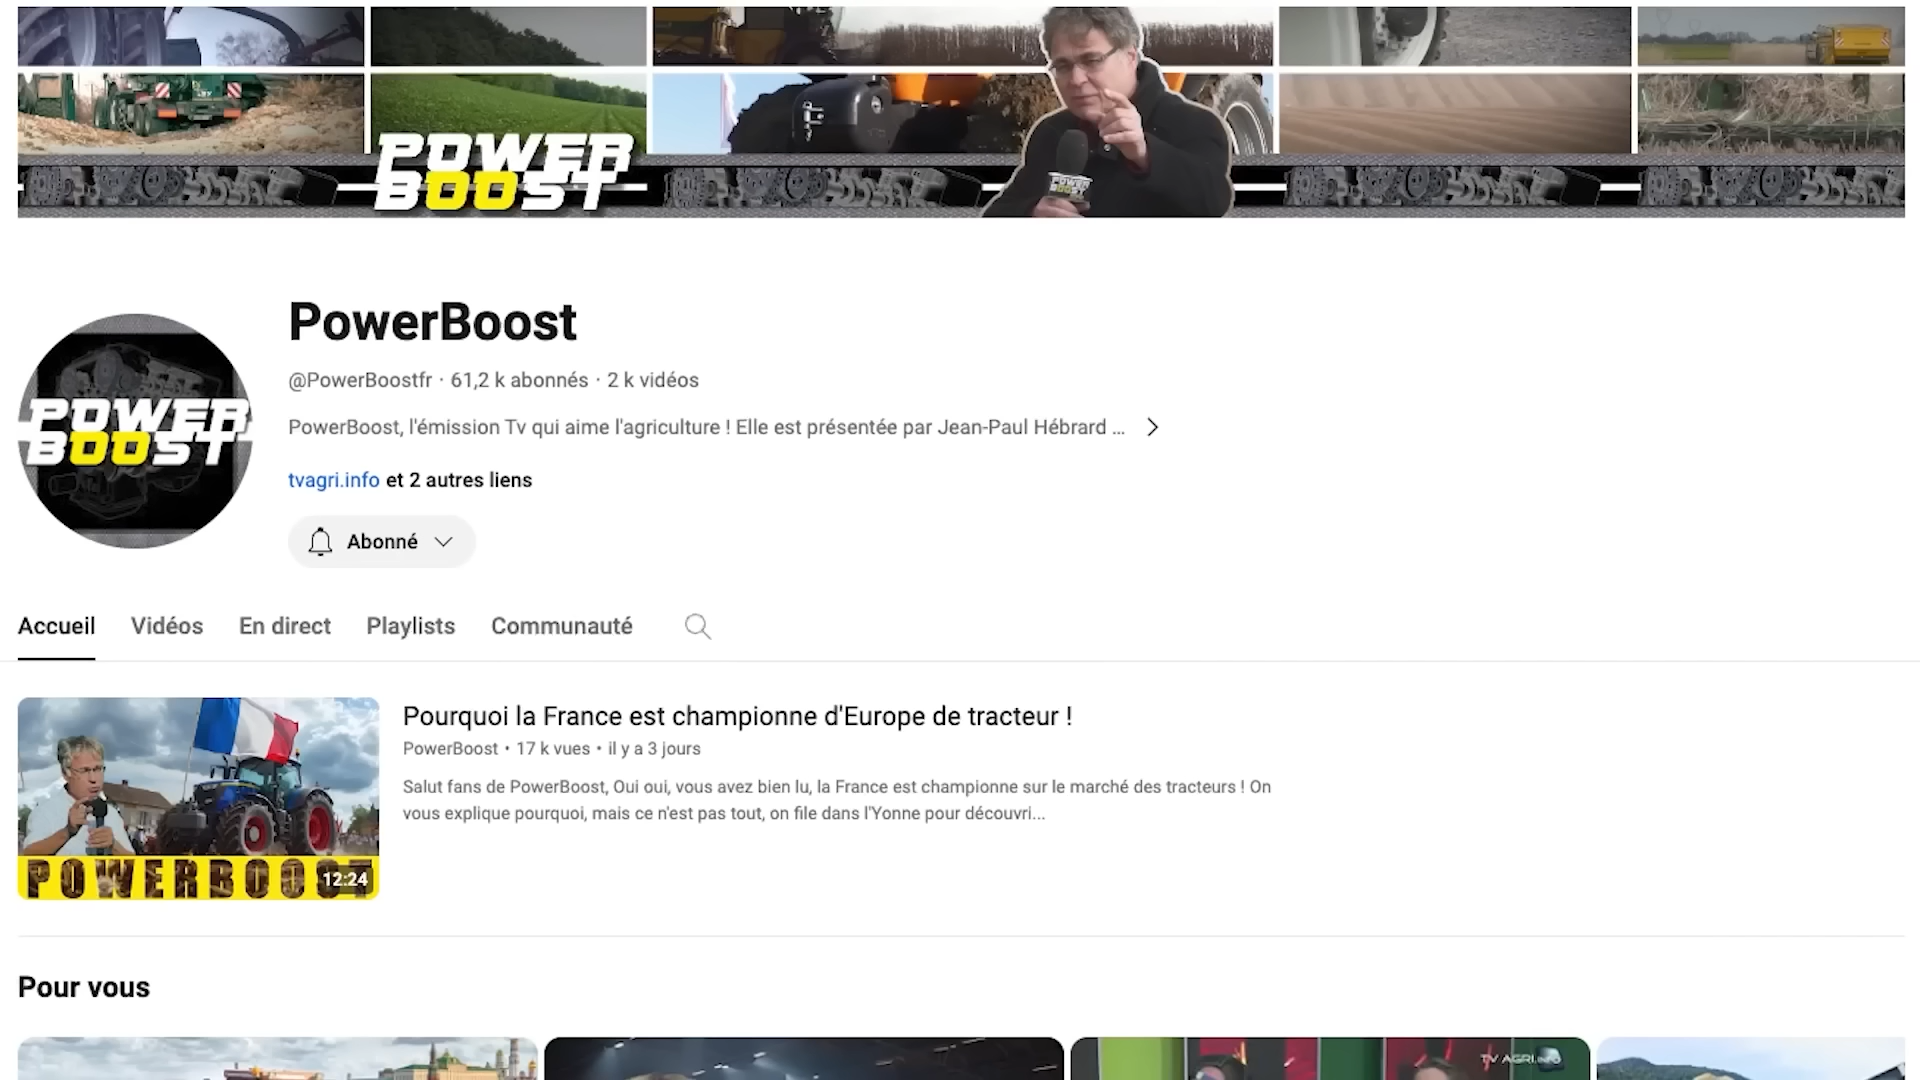 POWER
BOOST
POWER
BOOST
PowerBoost
@PowerBoostfr · 61,2 k abonnés · 2 k vidéos
PowerBoost, l'émission Tv qui aime l'agriculture ! Elle est présentée par Jean-Paul Hébrard ...
POWER
BOOST
tvagri.info et 2 autres liens
Abonné
Accueil Vidéos En direct Playlists Communauté
Pourquoi la France est championne d'Europe de tracteur !
PowerBoost • 17 k vues • il y a 3 jours
Salut fans de PowerBoost, Oui oui, vous avez bien lu, la France est championne sur le marché des tracteurs ! On
vous explique pourquoi, mais ce n'est pas tout, on file dans l'Yonne pour découvri...
POWERBOOST
12:24
Pour vous
TV AGRI.INFO